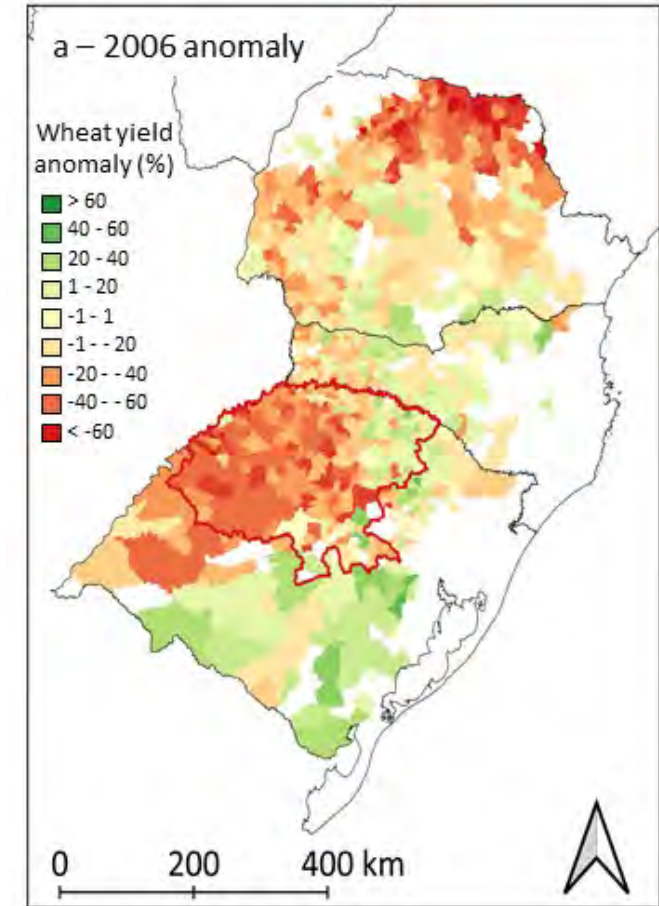 a – 2006 anomaly
Wheat yield
anomaly (%)
> 60
40 - 60
20 - 40
1 - 20
-1 - 1
-1 - -20
-20 - -40
-40 - -60
< -60
0 200 400 km